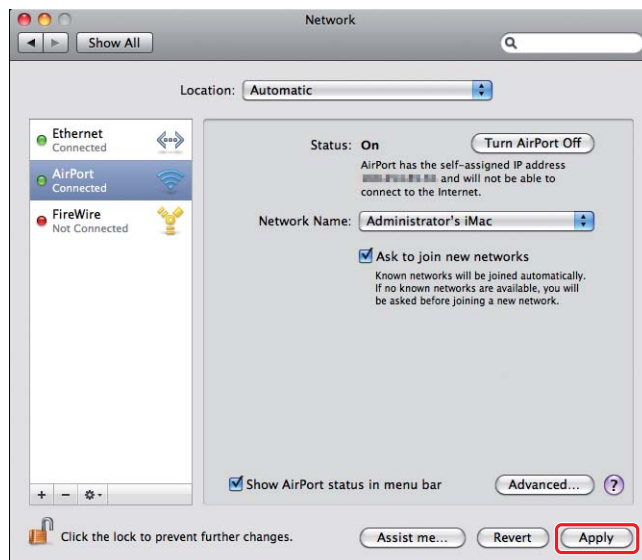 Network
Show All
Location: Automatic
Ethernet
Connected
AirPort
Connected
FireWire
Not Connected
Status: On
Turn AirPort Off
AirPort has the self-assigned IP address
and will not be able to
connect to the Internet.
Network Name: Administrator's iMac
Ask to join new networks
Known networks will be joined automatically.
If no known networks are available, you will
be asked before joining a new network.
Show AirPort status in menu bar
Advanced...
?
Click the lock to prevent further changes.
Assist me...
Revert
Apply